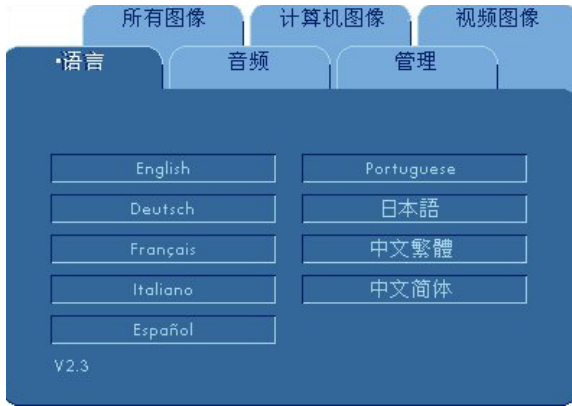 所有图像 计算机图像 视频图像
·语言 音频 管理
English Portuguese
Deutsch 日本語
Français 中文繁體
Italiano 中文简体
Español
V2.3